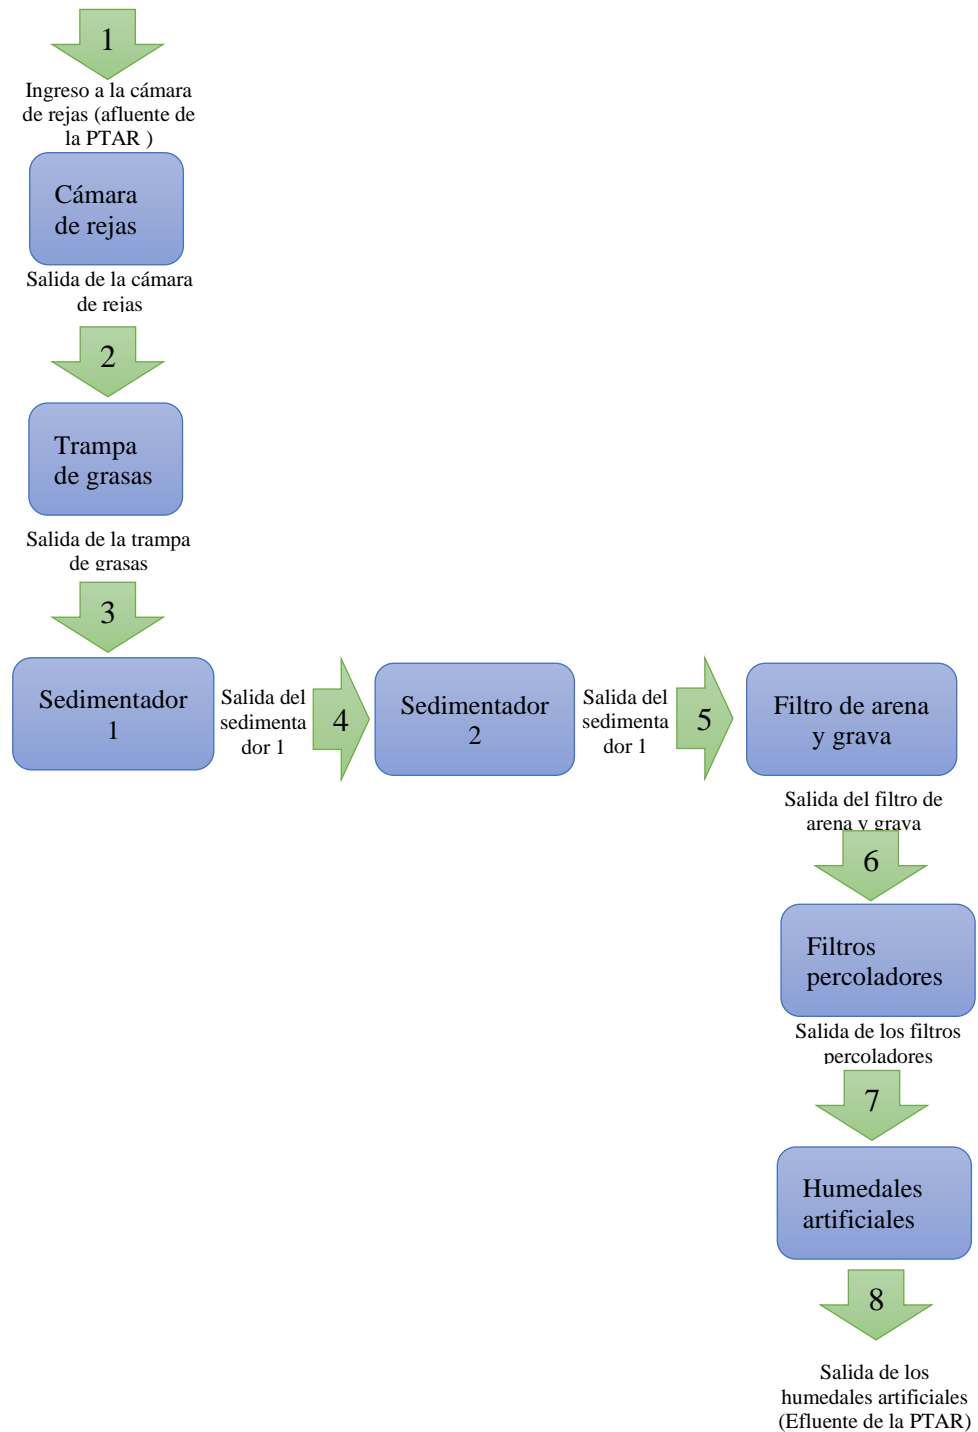 1
Ingreso a la cámara
de rejas (afluente de
la PTAR )
Cámara
de rejas
Salida de la cámara
de rejas
2
Trampa
de grasas
Salida de la trampa
de grasas
3
Sedimentador
1
Salida del
sedimenta
dor 1
4
Sedimentador
2
Salida del
sedimenta
dor 1
5
Filtro de arena
y grava
Salida del filtro de
arena y grava
6
Filtros
percoladores
Salida de los filtros
percoladores
7
Humedales
artificiales
8
Salida de los
humedales artificiales
(Efluente de la PTAR)